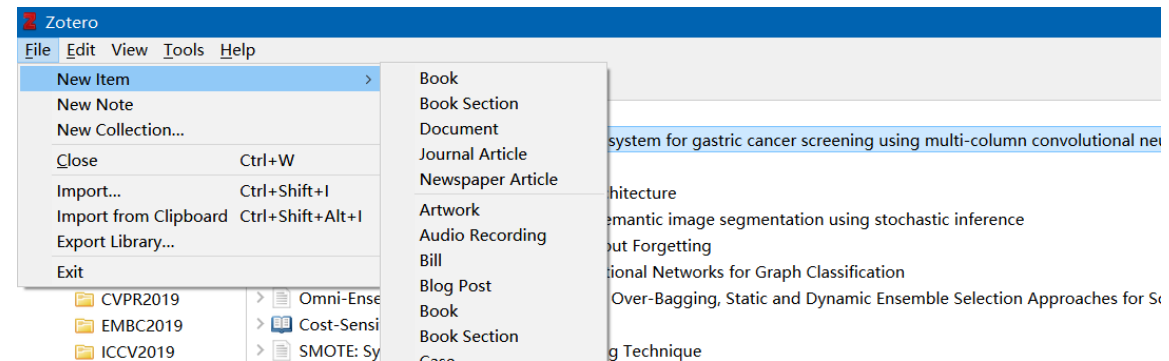 Zotero
File Edit View Tools Help
New Item
New Note
New Collection...
Close Ctrl+W
Import... Ctrl+Shift+I
Import from Clipboard Ctrl+Shift+Alt+I
Export Library...
Exit
Book
Book Section
Document
Journal Article
Newspaper Article
Artwork
Audio Recording
Bill
Blog Post
Book
Book Section
system for gastric cancer screening using multi-column convolutional
hitecture
emantic image segmentation using stochastic inference
out Forgetting
tional Networks for Graph Classification
CVPR2019 Omni-Ense Over-Bagging, Static and Dynamic Ensemble Selection Approaches for
EMBC2019 Cost-Sensi
ICCV2019 SMOTE: Sy g Technique